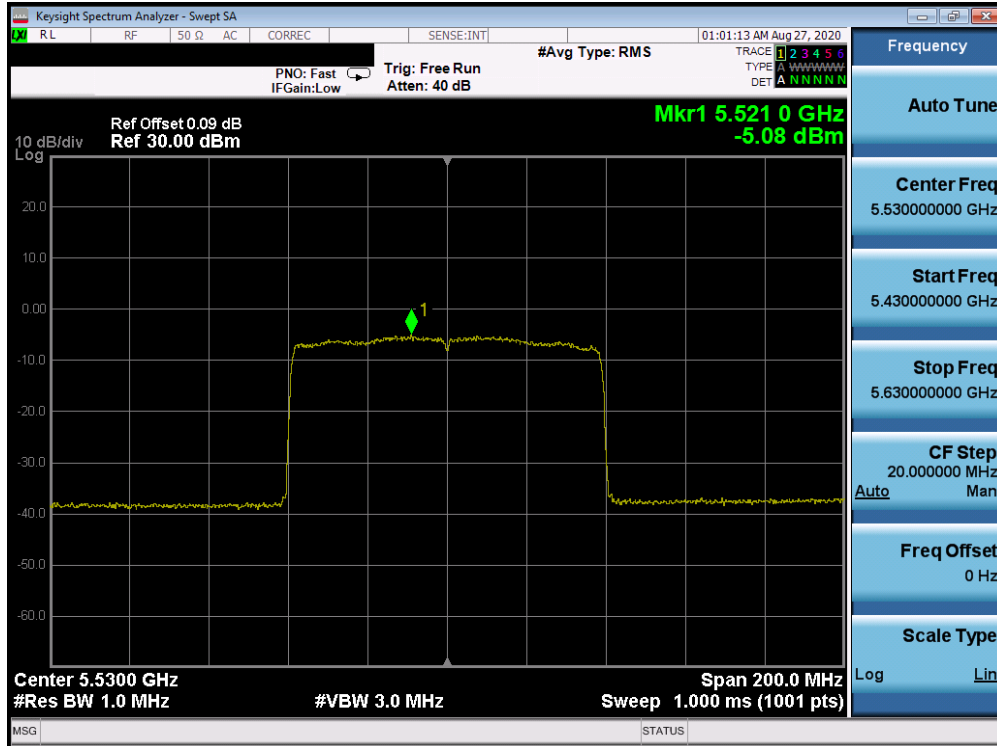 Keysight Spectrum Analyzer - Swept SA
LXI RL RF 50 Ω AC CORREC SENSE:INT 01:01:13 AM Aug 27, 2020
#Avg Type: RMS TRACE 1 2 3 4 5 6
PNO: Fast Trig: Free Run TYPE A WWWWW
IFGain:Low Atten: 40 dB DET A N N N N N
Mkr1 5.521 0 GHz
-5.08 dBm
Ref Offset 0.09 dB
10 dB/div Ref 30.00 dBm
Log
20.0
10.0
0.00
1
-10.0
-20.0
-30.0
-40.0
-50.0
-60.0
Center 5.5300 GHz Span 200.0 MHz
#Res BW 1.0 MHz #VBW 3.0 MHz Sweep 1.000 ms (1001 pts)
MSG STATUS
Frequency
Auto Tune
Center Freq
5.530000000 GHz
Start Freq
5.430000000 GHz
Stop Freq
5.630000000 GHz
CF Step
20.000000 MHz
Auto Man
Freq Offset
0 Hz
Scale Type
Log Lin